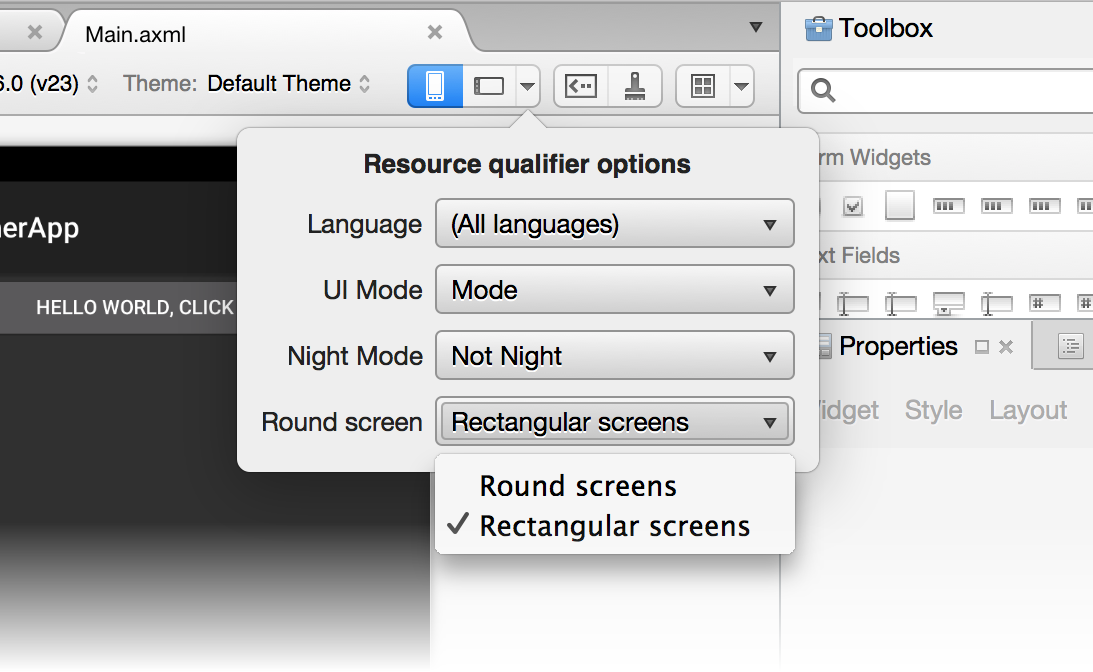 Main.axml
Toolbox
6.0 (v23) Theme: Default Theme
Resource qualifier options
Language (All languages)
UI Mode Mode
Night Mode Not Night
Round screen Rectangular screens
Round screens
Rectangular screens
erApp
HELLO WORLD, CLICK
rm Widgets
xt Fields
Properties
idget Style Layout